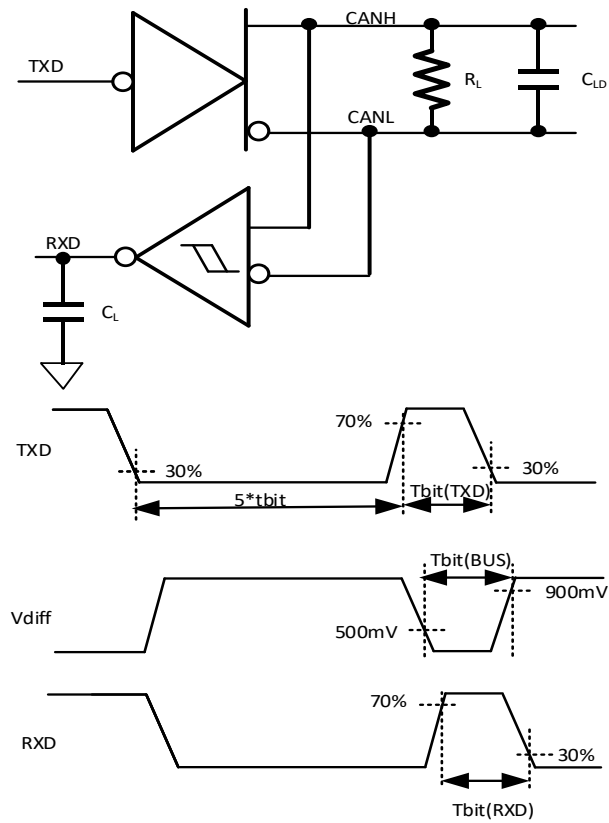 CANH
TXD
RL
CLD
CANL
RXD
CL
70%
TXD
30%
30%
5*tbit
Tbit(TXD)
Tbit(BUS)
Vdiff
900mV
500mV
70%
RXD
30%
Tbit(RXD)